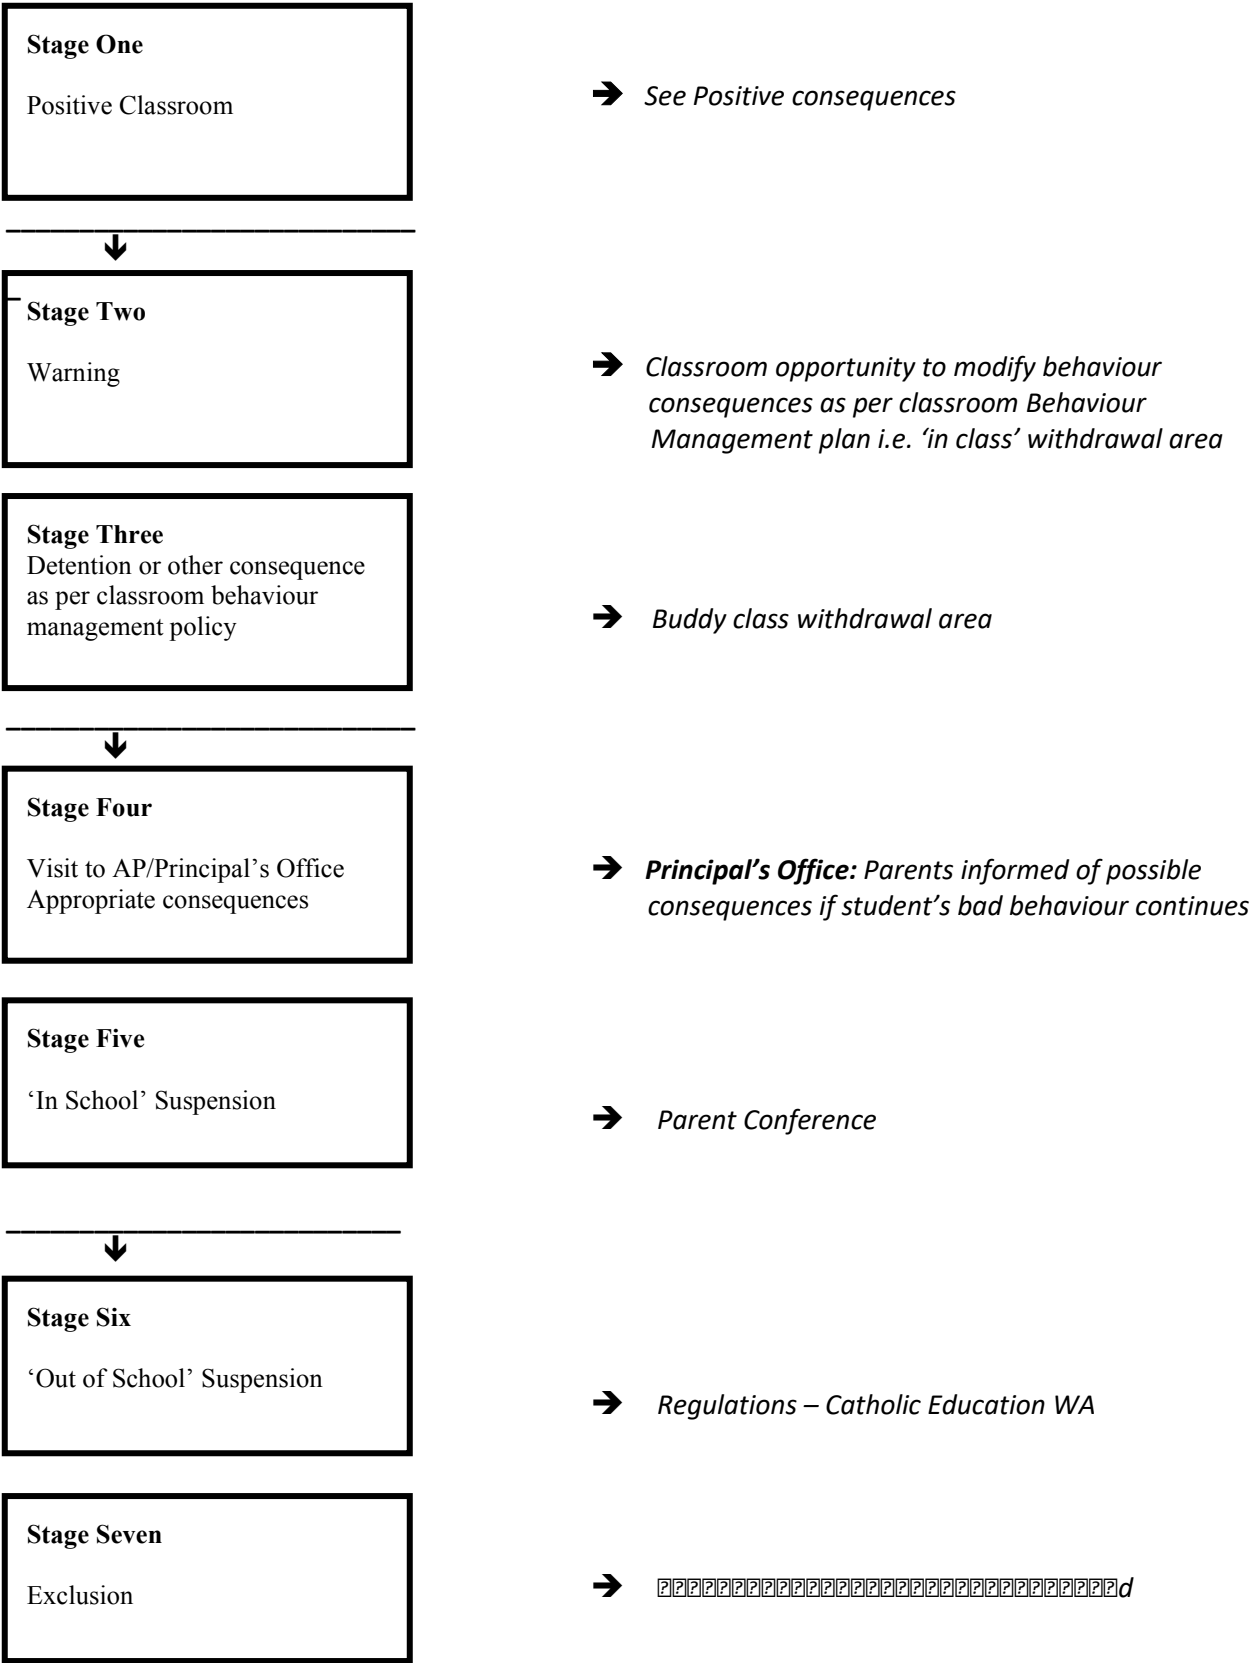 Stage One
Positive Classroom
➔ See Positive consequences
Stage Two
Warning
➔ Classroom opportunity to modify behaviour
consequences as per classroom Behaviour
Management plan i.e. ‘in class’ withdrawal area
Stage Three
Detention or other consequence
as per classroom behaviour
management policy
➔ Buddy class withdrawal area
Stage Four
Visit to AP/Principal’s Office
Appropriate consequences
➔ Principal’s Office: Parents informed of possible
consequences if student’s bad behaviour continues
Stage Five
‘In School’ Suspension
➔ Parent Conference
Stage Six
‘Out of School’ Suspension
➔ Regulations – Catholic Education WA
Stage Seven
Exclusion